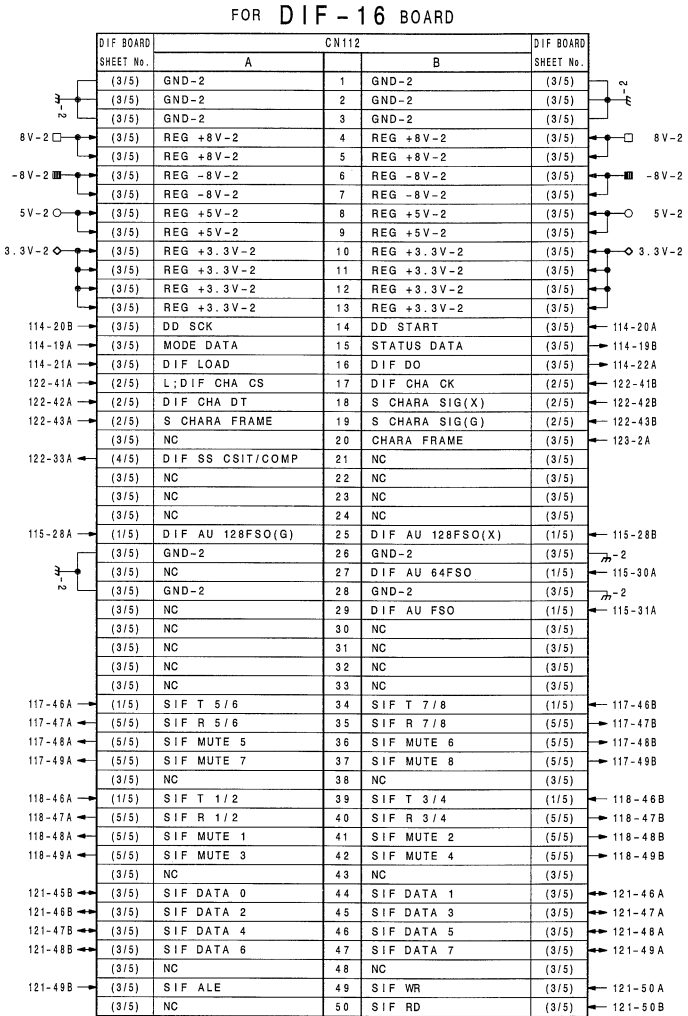 FOR DIF-16 BOARD
DIF BOARD CN112 DIF BOARD
SHEET No. A B SHEET No.
(3/5) GND-2 1 GND-2 (3/5) -2
(3/5) GND-2 2 GND-2 (3/5)
-2 (3/5) GND-2 3 GND-2 (3/5)
8V-2 (3/5) REG +8V-2 4 REG +8V-2 (3/5) 8V-2
(3/5) REG +8V-2 5 REG +8V-2 (3/5)
-8V-2 (3/5) REG -8V-2 6 REG -8V-2 (3/5) -8V-2
(3/5) REG -8V-2 7 REG -8V-2 (3/5)
5V-2 (3/5) REG +5V-2 8 REG +5V-2 (3/5) 5V-2
(3/5) REG +5V-2 9 REG +5V-2 (3/5)
3.3V-2 (3/5) REG +3.3V-2 10 REG +3.3V-2 (3/5) 3.3V-2
(3/5) REG +3.3V-2 11 REG +3.3V-2 (3/5)
(3/5) REG +3.3V-2 12 REG +3.3V-2 (3/5)
(3/5) REG +3.3V-2 13 REG +3.3V-2 (3/5)
114-20B (3/5) DD SCK 14 DD START (3/5) 114-20A
114-19A (3/5) MODE DATA 15 STATUS DATA (3/5) 114-19B
114-21A (3/5) DIF LOAD 16 DIF DO (3/5) 114-22A
122-41A (2/5) L;DIF CHA CS 17 DIF CHA CK (2/5) 122-41B
122-42A (2/5) DIF CHA DT 18 S CHARA SIG(X) (2/5) 122-42B
122-43A (2/5) S CHARA FRAME 19 S CHARA SIG(G) (2/5) 122-43B
(3/5) NC 20 CHARA FRAME (3/5) 123-2A
122-33A (4/5) DIF SS CSIT/COMP 21 NC (3/5)
(3/5) NC 22 NC (3/5)
(3/5) NC 23 NC (3/5)
(3/5) NC 24 NC (3/5)
115-28A (1/5) DIF AU 128FSO(G) 25 DIF AU 128FSO(X) (1/5) 115-28B
(3/5) GND-2 26 GND-2 (3/5) -2
(3/5) NC 27 DIF AU 64FSO (1/5) 115-30A
-2 (3/5) GND-2 28 GND-2 (3/5) -2
(3/5) NC 29 DIF AU FSO (1/5) 115-31A
(3/5) NC 30 NC (3/5)
(3/5) NC 31 NC (3/5)
(3/5) NC 32 NC (3/5)
(3/5) NC 33 NC (3/5)
117-46A (1/5) SIF T 5/6 34 SIF T 7/8 (1/5) 117-46B
117-47A (5/5) SIF R 5/6 35 SIF R 7/8 (5/5) 117-47B
117-48A (5/5) SIF MUTE 5 36 SIF MUTE 6 (5/5) 117-48B
117-49A (5/5) SIF MUTE 7 37 SIF MUTE 8 (5/5) 117-49B
(3/5) NC 38 NC (3/5)
118-46A (1/5) SIF T 1/2 39 SIF T 3/4 (1/5) 118-46B
118-47A (5/5) SIF R 1/2 40 SIF R 3/4 (5/5) 118-47B
118-48A (5/5) SIF MUTE 1 41 SIF MUTE 2 (5/5) 118-48B
118-49A (5/5) SIF MUTE 3 42 SIF MUTE 4 (5/5) 118-49B
(3/5) NC 43 NC (3/5)
121-45B (3/5) SIF DATA 0 44 SIF DATA 1 (3/5) 121-46A
121-46B (3/5) SIF DATA 2 45 SIF DATA 3 (3/5) 121-47A
121-47B (3/5) SIF DATA 4 46 SIF DATA 5 (3/5) 121-48A
121-48B (3/5) SIF DATA 6 47 SIF DATA 7 (3/5) 121-49A
(3/5) NC 48 NC (3/5)
121-49B (3/5) SIF ALE 49 SIF WR (3/5) 121-50A
(3/5) NC 50 SIF RD (3/5) 121-50B